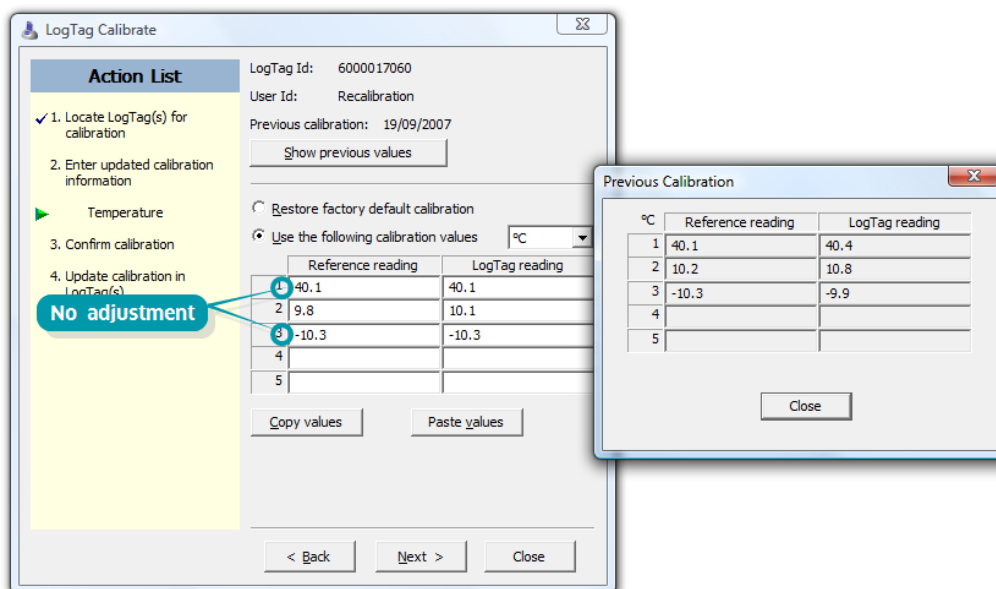 LogTag Calibrate
Action List
✓ 1. Locate LogTag(s) for
calibration
2. Enter updated calibration
information
Temperature
3. Confirm calibration
4. Update calibration in
LogTag(s)
No adjustment
LogTag Id: 6000017060
User Id: Recalibration
Previous calibration: 19/09/2007
Show previous values
Restore factory default calibration
Use the following calibration values ºC
Reference reading LogTag reading
1 40.1 40.1
2 9.8 10.1
3 -10.3 -10.3
4
5
Copy values Paste values
< Back Next > Close
Previous Calibration
ºC Reference reading LogTag reading
1 40.1 40.4
2 10.2 10.8
3 -10.3 -9.9
4
5
Close